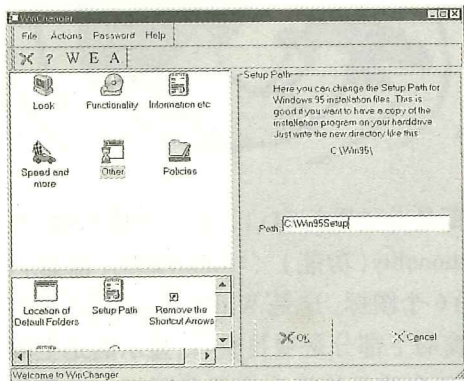 WinChanger
File Actions Password Help
? W E A
Look
Functionality
Information etc
Speed and
more
Other
Policies
Location of
Default Folders
Setup Path
Remove the
Shortcut Arrows
Setup Path
Here you can change the Setup Path for
Windows 95 installation files. This is
good if you want to have a copy of the
installation program on your harddrive
Just write the new directory like this:
C:\Win95\
Path: C:\Win95Setup
OK
Cancel
Welcome to WinChanger